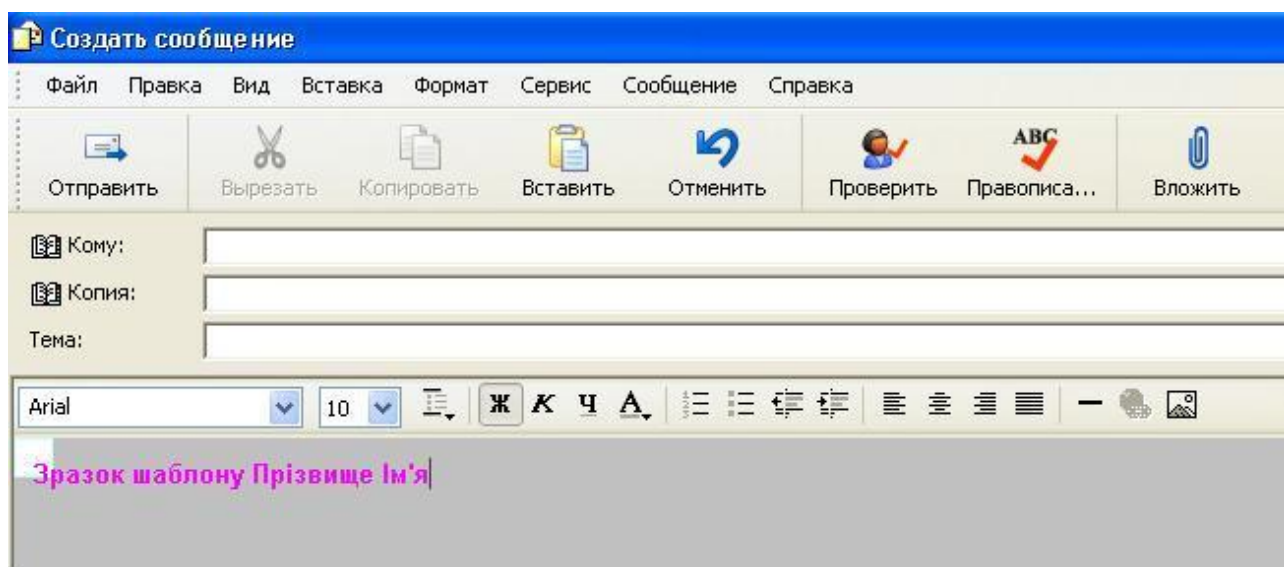 Создать сообщение
Файл Правка Вид Вставка Формат Сервис Сообщение Справка
ABC
Отправить Вырезать Копировать Вставить Отменить Проверить Правописа... Вложить
Кому:
Копия:
Тема:
Arial 10 Ж К Ч А
Зразок шаблону Прізвище Ім'я